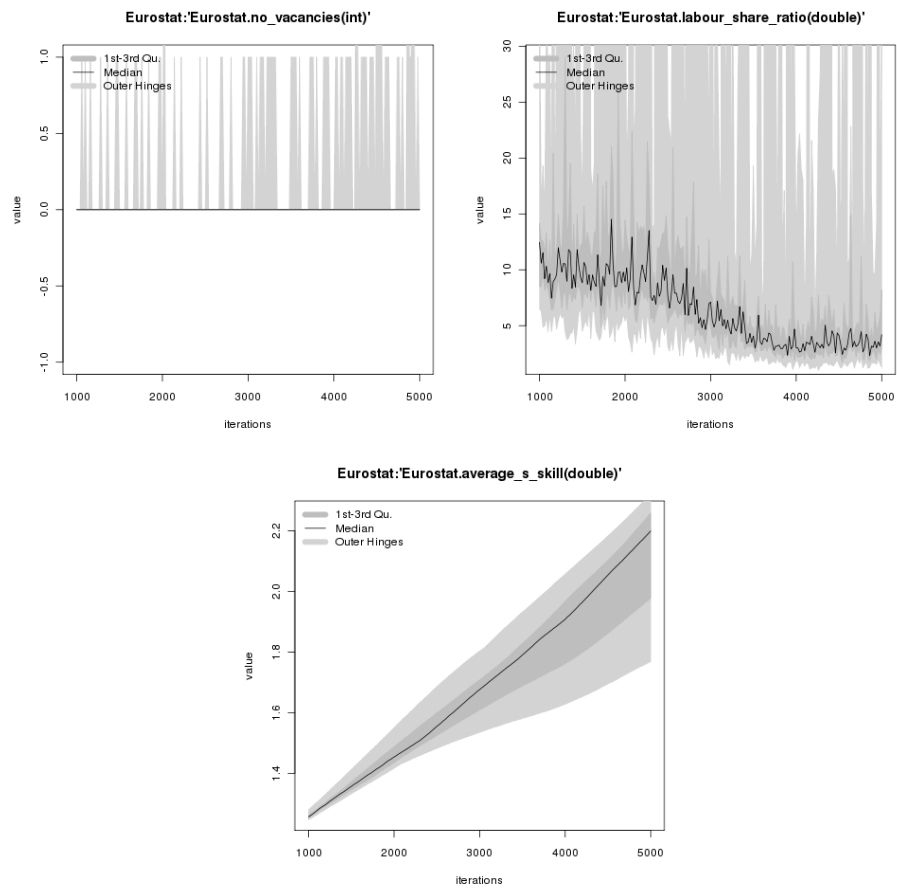 Eurostat:'Eurostat.no_vacancies(int)'
1st-3rd Qu.
Median
Outer Hinges
value
1.0
0.5
0.0
-0.5
-1.0
1000 2000 3000 4000 5000
iterations
Eurostat:'Eurostat.labour_share_ratio(double)'
1st-3rd Qu.
Median
Outer Hinges
value
30
25
20
15
10
5
1000 2000 3000 4000 5000
iterations
Eurostat:'Eurostat.average_s_skill(double)'
1st-3rd Qu.
Median
Outer Hinges
value
2.2
2.0
1.8
1.6
1.4
1000 2000 3000 4000 5000
iterations